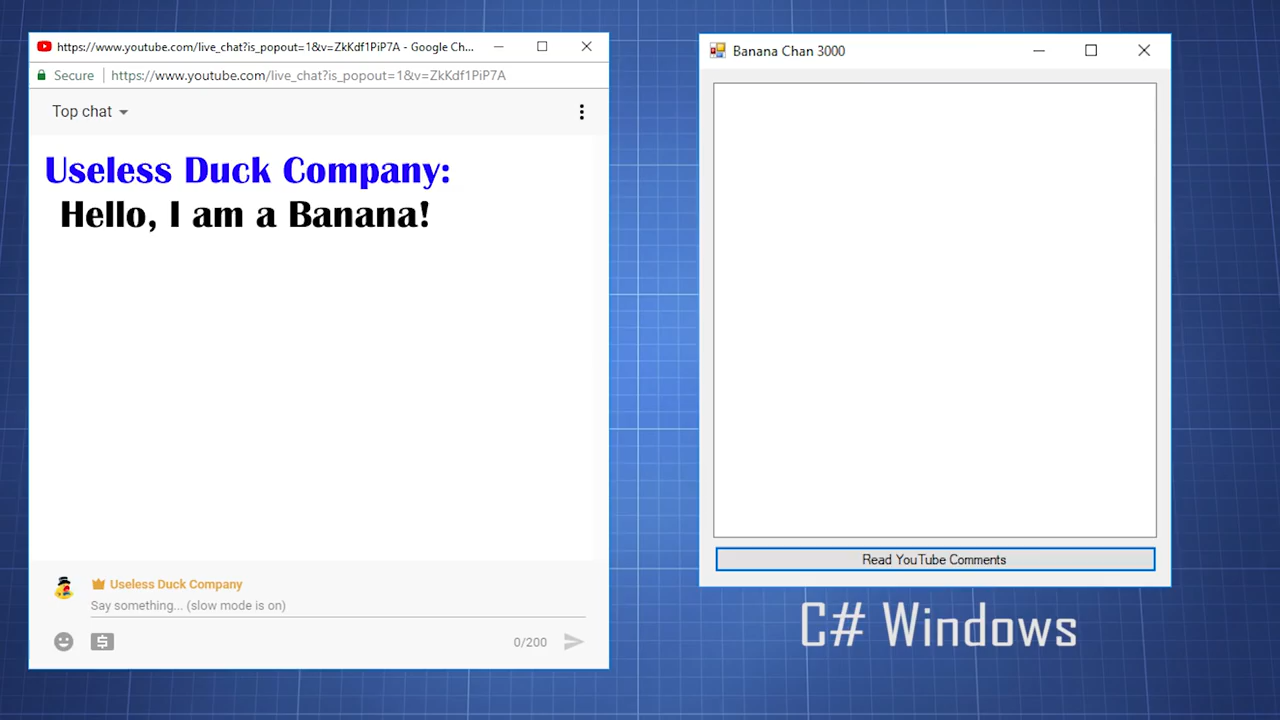 https://www.youtube.com/live_chat?is_popout=1&v=ZkKdf1PiP7A - Google Ch...
Secure | https://www.youtube.com/live_chat?is_popout=1&v=ZkKdf1PiP7A
Top chat
Useless Duck Company:
Hello, I am a Banana!
Useless Duck Company
Say something... (slow mode is on)
0/200
Banana Chan 3000
Read YouTube Comments
C# Windows